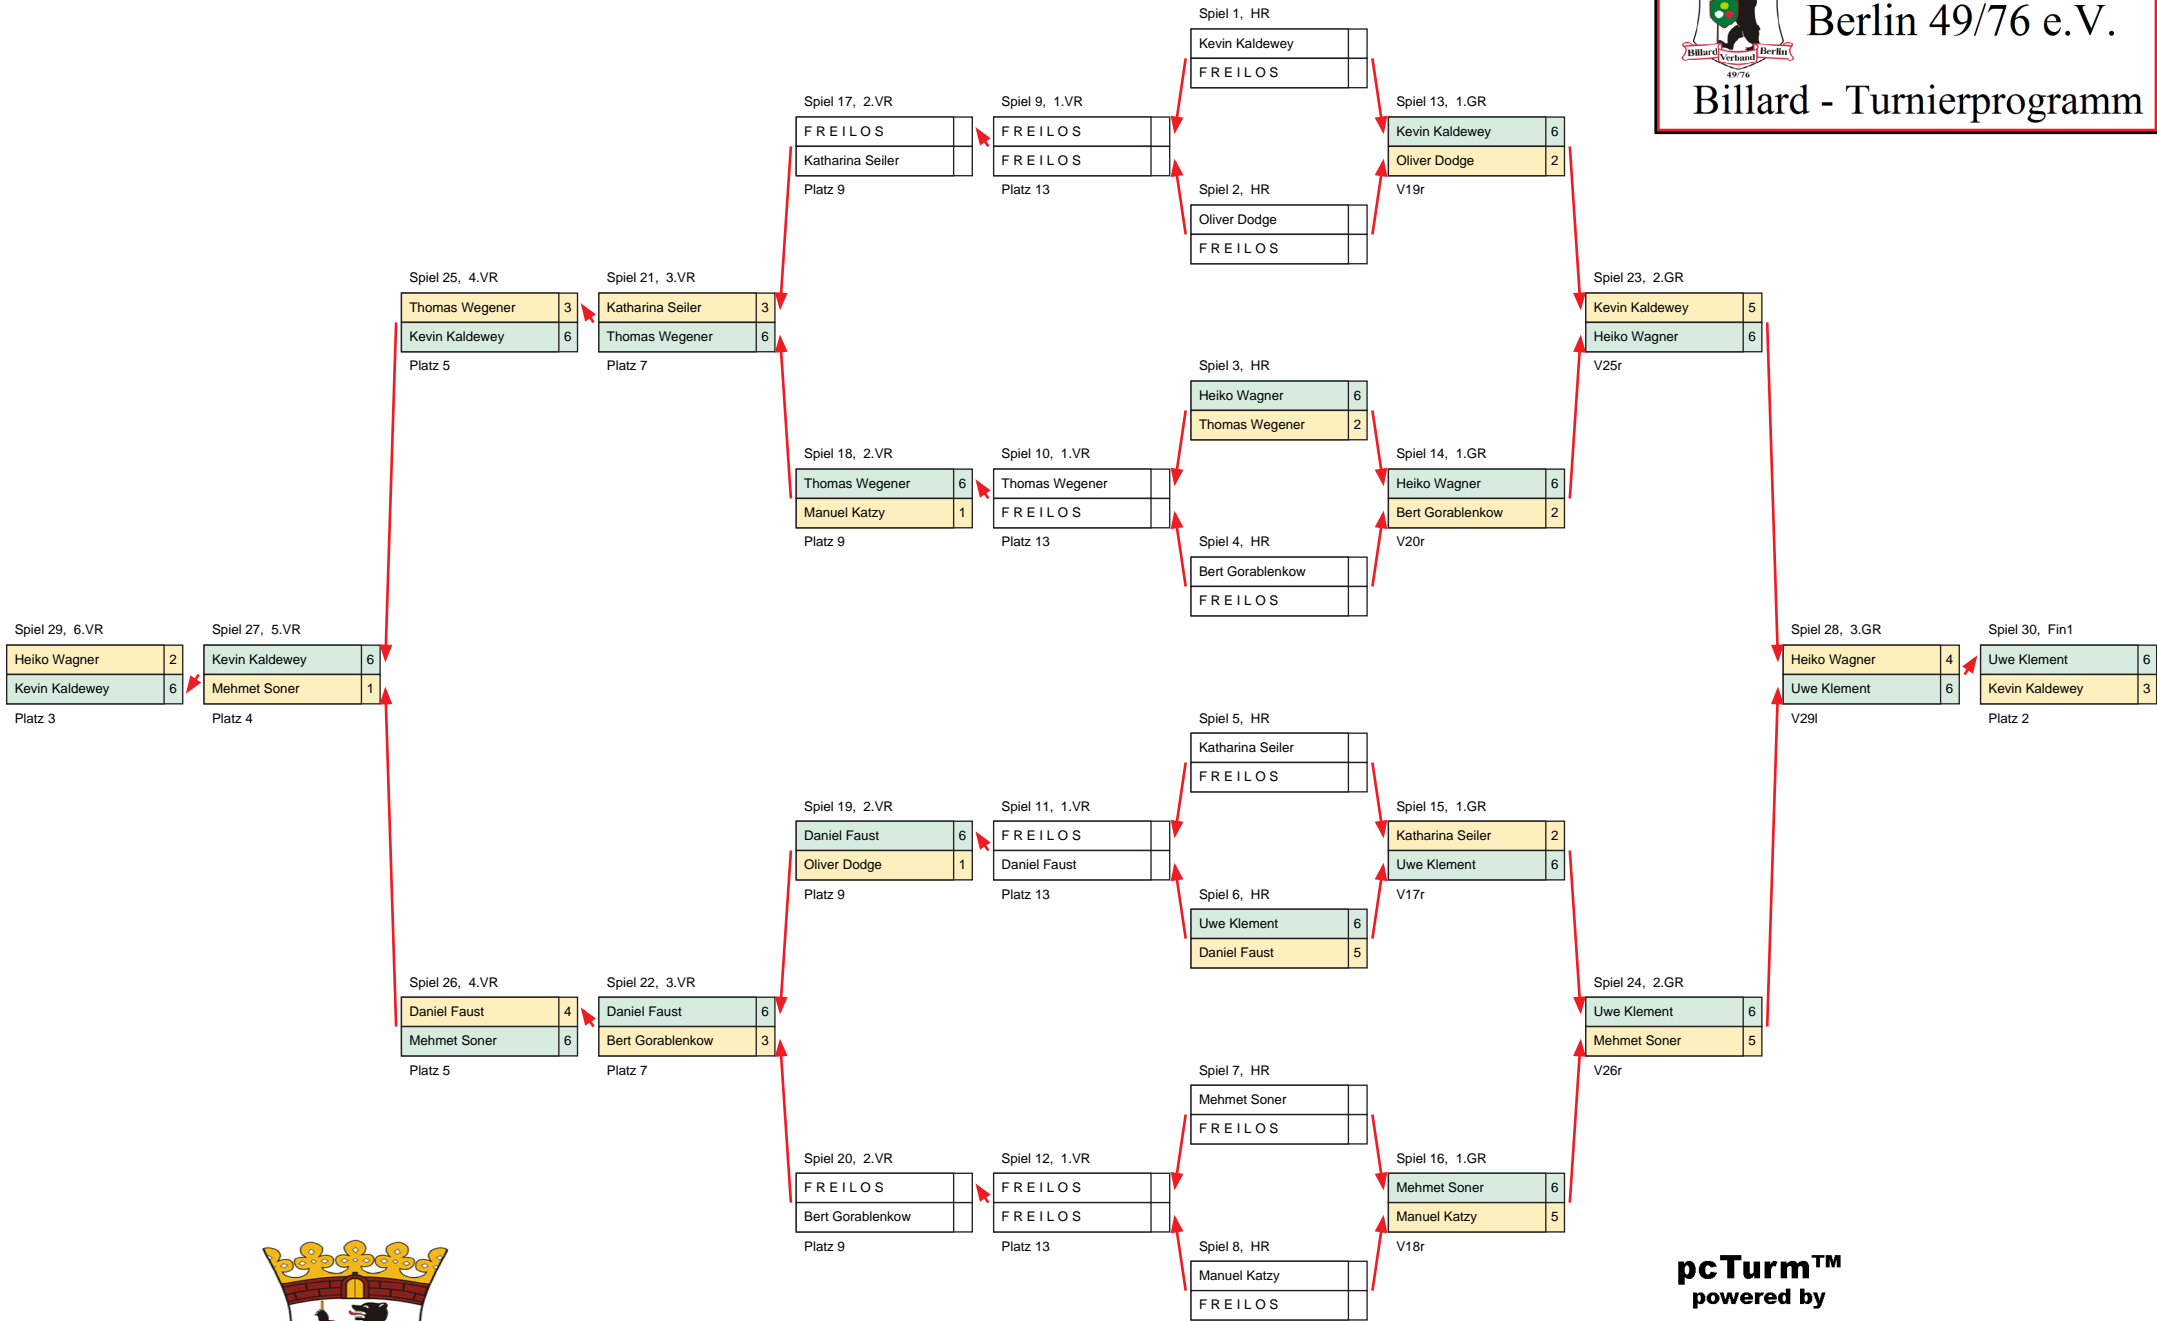 Berlin 49/76 e.V.
Billard Verband Berlin
49/76
Billard - Turnierprogramm
Spiel 1, HR
Kevin Kaldewey
F R E I L O S
Spiel 17, 2.VR
F R E I L O S
Katharina Seiler
Platz 9
Spiel 9, 1.VR
F R E I L O S
F R E I L O S
Platz 13
Spiel 13, 1.GR
Kevin Kaldewey 6
Oliver Dodge 2
V19r
Spiel 2, HR
Oliver Dodge
F R E I L O S
Spiel 25, 4.VR
Thomas Wegener 3
Kevin Kaldewey 6
Platz 5
Spiel 21, 3.VR
Katharina Seiler 3
Thomas Wegener 6
Platz 7
Spiel 23, 2.GR
Kevin Kaldewey 5
Heiko Wagner 6
V25r
Spiel 3, HR
Heiko Wagner 6
Thomas Wegener 2
Spiel 18, 2.VR
Thomas Wegener 6
Manuel Katzy 1
Platz 9
Spiel 10, 1.VR
Thomas Wegener
F R E I L O S
Platz 13
Spiel 14, 1.GR
Heiko Wagner 6
Bert Gorablenkow 2
V20r
Spiel 4, HR
Bert Gorablenkow
F R E I L O S
Spiel 29, 6.VR
Heiko Wagner 2
Kevin Kaldewey 6
Platz 3
Spiel 27, 5.VR
Kevin Kaldewey 6
Mehmet Soner 1
Platz 4
Spiel 28, 3.GR
Heiko Wagner 4
Uwe Klement 6
V29l
Spiel 30, Fin1
Uwe Klement 6
Kevin Kaldewey 3
Platz 2
Spiel 5, HR
Katharina Seiler
F R E I L O S
Spiel 19, 2.VR
Daniel Faust 6
Oliver Dodge 1
Platz 9
Spiel 11, 1.VR
F R E I L O S
Daniel Faust
Platz 13
Spiel 15, 1.GR
Katharina Seiler 2
Uwe Klement 6
V17r
Spiel 6, HR
Uwe Klement 6
Daniel Faust 5
Spiel 26, 4.VR
Daniel Faust 4
Mehmet Soner 6
Platz 5
Spiel 22, 3.VR
Daniel Faust 6
Bert Gorablenkow 3
Platz 7
Spiel 24, 2.GR
Uwe Klement 6
Mehmet Soner 5
V26r
Spiel 7, HR
Mehmet Soner
F R E I L O S
Spiel 20, 2.VR
F R E I L O S
Bert Gorablenkow
Platz 9
Spiel 12, 1.VR
F R E I L O S
F R E I L O S
Platz 13
Spiel 16, 1.GR
Mehmet Soner 6
Manuel Katzy 5
V18r
Spiel 8, HR
Manuel Katzy
F R E I L O S
pcTurm™
powered by